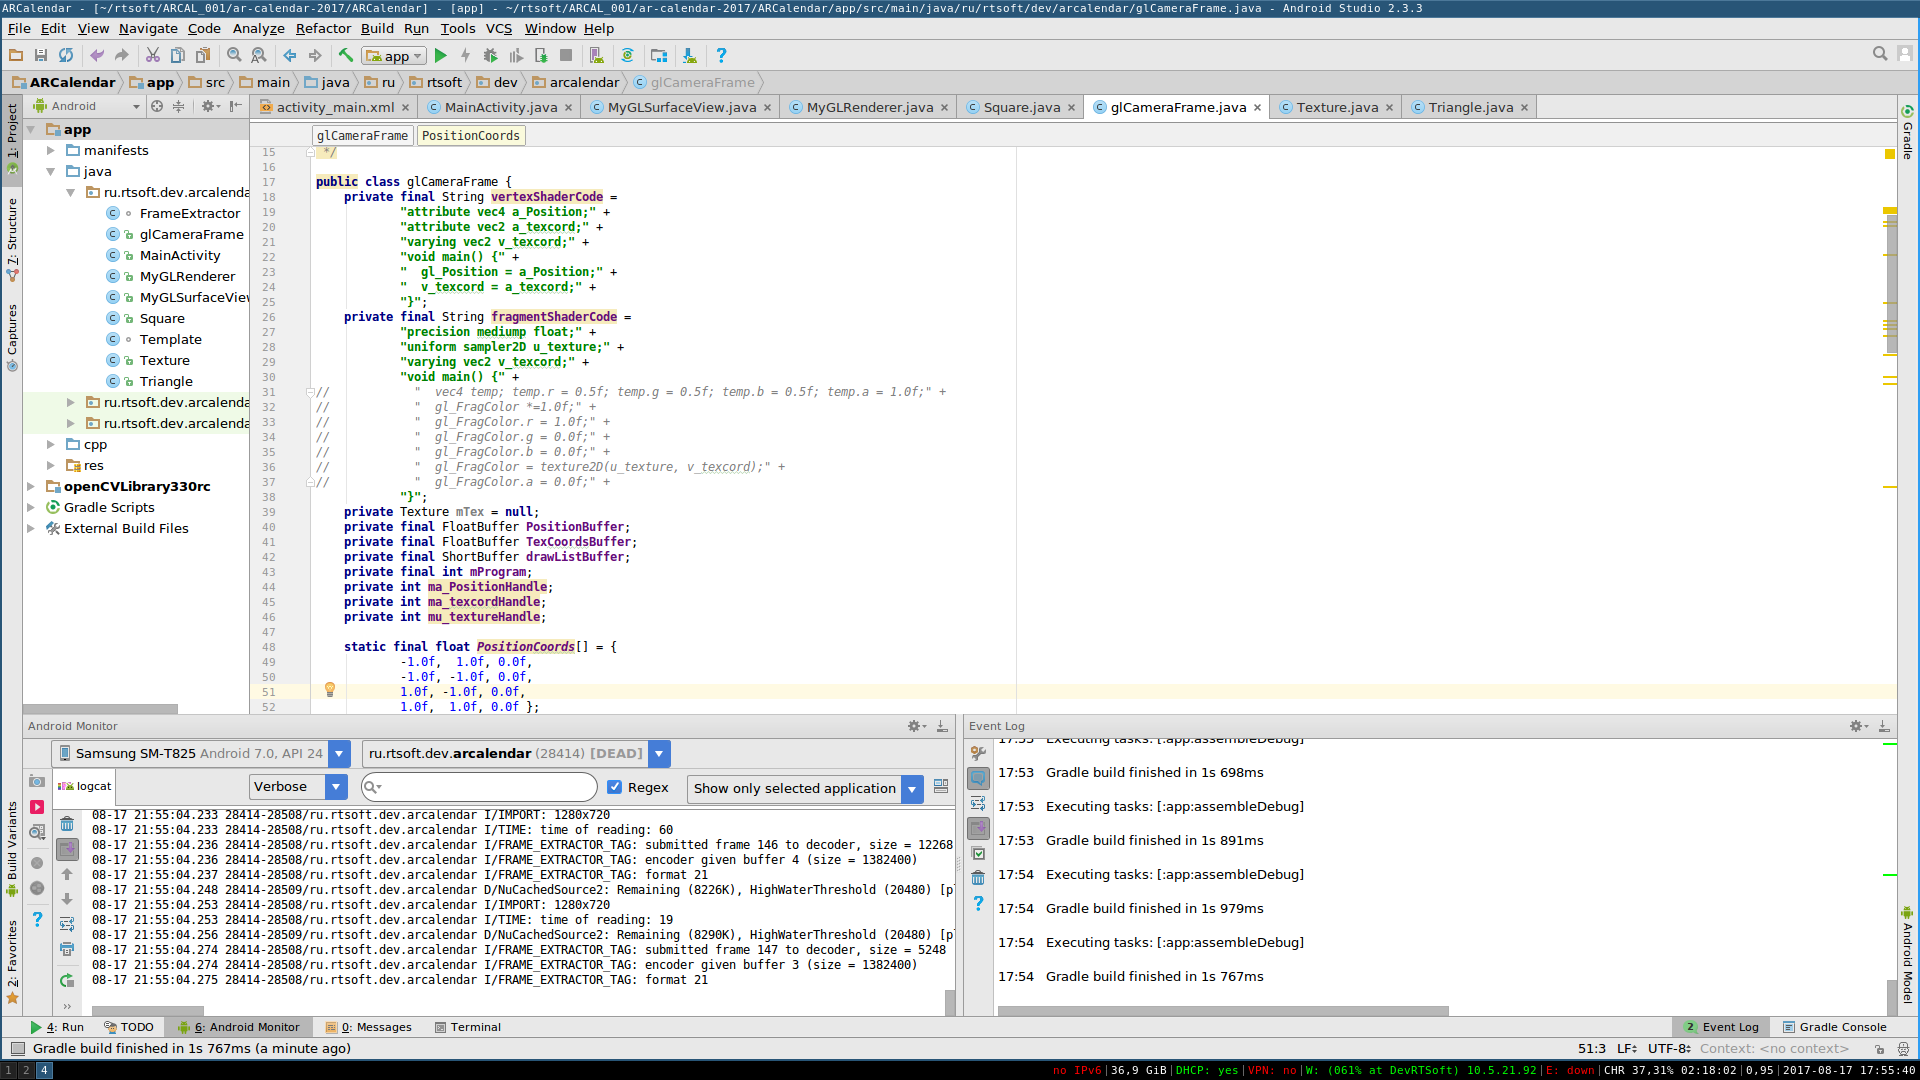 ARCalendar - [~/rtsoft/ARCAL_001/ar-calendar-2017/ARCalendar] - [app] - ~/rtsoft/ARCAL_001/ar-calendar-2017/ARCalendar/app/src/main/java/ru/rtsoft/dev/arcalendar/glCameraFrame.java - Android Studio 2.3.3
File Edit View Navigate Code Analyze Refactor Build Run Tools VCS Window Help
app
ARCalendar app src main java ru rtsoft dev arcalendar glCameraFrame
Android
activity_main.xml MainActivity.java MyGLSurfaceView.java MyGLRenderer.java Square.java glCameraFrame.java Texture.java Triangle.java
glCameraFrame PositionCoords
1: Project
7: Structure
Captures
Build Variants
2: Favorites
Gradle
Android Model
app
manifests
java
ru.rtsoft.dev.arcalenda
FrameExtractor
glCameraFrame
MainActivity
MyGLRenderer
MyGLSurfaceView
Square
Template
Texture
Triangle
ru.rtsoft.dev.arcalenda
ru.rtsoft.dev.arcalenda
cpp
res
openCVLibrary330rc
Gradle Scripts
External Build Files
15 */
16
17 public class glCameraFrame {
18 private final String vertexShaderCode =
19 "attribute vec4 a_Position;" +
20 "attribute vec2 a_texcord;" +
21 "varying vec2 v_texcord;" +
22 "void main() {" +
23 "  gl_Position = a_Position;" +
24 "  v_texcord = a_texcord;" +
25 "}";
26 private final String fragmentShaderCode =
27 "precision mediump float;" +
28 "uniform sampler2D u_texture;" +
29 "varying vec2 v_texcord;" +
30 "void main() {" +
31 // "  vec4 temp; temp.r = 0.5f; temp.g = 0.5f; temp.b = 0.5f; temp.a = 1.0f;" +
32 // "  gl_FragColor *=1.0f;" +
33 // "  gl_FragColor.r = 1.0f;" +
34 // "  gl_FragColor.g = 0.0f;" +
35 // "  gl_FragColor.b = 0.0f;" +
36 // "  gl_FragColor = texture2D(u_texture, v_texcord);" +
37 // "  gl_FragColor.a = 0.0f;" +
38 "}";
39 private Texture mTex = null;
40 private final FloatBuffer PositionBuffer;
41 private final FloatBuffer TexCoordsBuffer;
42 private final ShortBuffer drawListBuffer;
43 private final int mProgram;
44 private int ma_PositionHandle;
45 private int ma_texcordHandle;
46 private int mu_textureHandle;
47
48 static final float PositionCoords[] = {
49 -1.0f,  1.0f, 0.0f,
50 -1.0f, -1.0f, 0.0f,
51 1.0f, -1.0f, 0.0f,
52 1.0f,  1.0f, 0.0f };
Android Monitor
Samsung SM-T825 Android 7.0, API 24 ru.rtsoft.dev.arcalendar (28414) [DEAD]
logcat Verbose Regex Show only selected application
08-17 21:55:04.233 28414-28508/ru.rtsoft.dev.arcalendar I/IMPORT: 1280x720
08-17 21:55:04.233 28414-28508/ru.rtsoft.dev.arcalendar I/TIME: time of reading: 60
08-17 21:55:04.236 28414-28508/ru.rtsoft.dev.arcalendar I/FRAME_EXTRACTOR_TAG: submitted frame 146 to decoder, size = 12268
08-17 21:55:04.236 28414-28508/ru.rtsoft.dev.arcalendar I/FRAME_EXTRACTOR_TAG: encoder given buffer 4 (size = 1382400)
08-17 21:55:04.237 28414-28508/ru.rtsoft.dev.arcalendar I/FRAME_EXTRACTOR_TAG: format 21
08-17 21:55:04.248 28414-28509/ru.rtsoft.dev.arcalendar D/NuCachedSource2: Remaining (8226K), HighWaterThreshold (20480) [p
08-17 21:55:04.253 28414-28508/ru.rtsoft.dev.arcalendar I/IMPORT: 1280x720
08-17 21:55:04.253 28414-28508/ru.rtsoft.dev.arcalendar I/TIME: time of reading: 19
08-17 21:55:04.256 28414-28509/ru.rtsoft.dev.arcalendar D/NuCachedSource2: Remaining (8290K), HighWaterThreshold (20480) [p
08-17 21:55:04.274 28414-28508/ru.rtsoft.dev.arcalendar I/FRAME_EXTRACTOR_TAG: submitted frame 147 to decoder, size = 5248
08-17 21:55:04.274 28414-28508/ru.rtsoft.dev.arcalendar I/FRAME_EXTRACTOR_TAG: encoder given buffer 3 (size = 1382400)
08-17 21:55:04.275 28414-28508/ru.rtsoft.dev.arcalendar I/FRAME_EXTRACTOR_TAG: format 21
Event Log
17:53 Executing tasks: [:app:assembleDebug]
17:53 Gradle build finished in 1s 698ms
17:53 Executing tasks: [:app:assembleDebug]
17:53 Gradle build finished in 1s 891ms
17:54 Executing tasks: [:app:assembleDebug]
17:54 Gradle build finished in 1s 979ms
17:54 Executing tasks: [:app:assembleDebug]
17:54 Gradle build finished in 1s 767ms
4: Run TODO 6: Android Monitor 0: Messages Terminal 2 Event Log Gradle Console
Gradle build finished in 1s 767ms (a minute ago) 51:3 LF UTF-8 Context: <no context>
1 2 4 no IPv6|36,9 GiB|DHCP: yes|VPN: no|W: (061% at DevRTSoft) 10.5.21.92|E: down|CHR 37,31% 02:18:02|0,95|2017-08-17 17:55:40